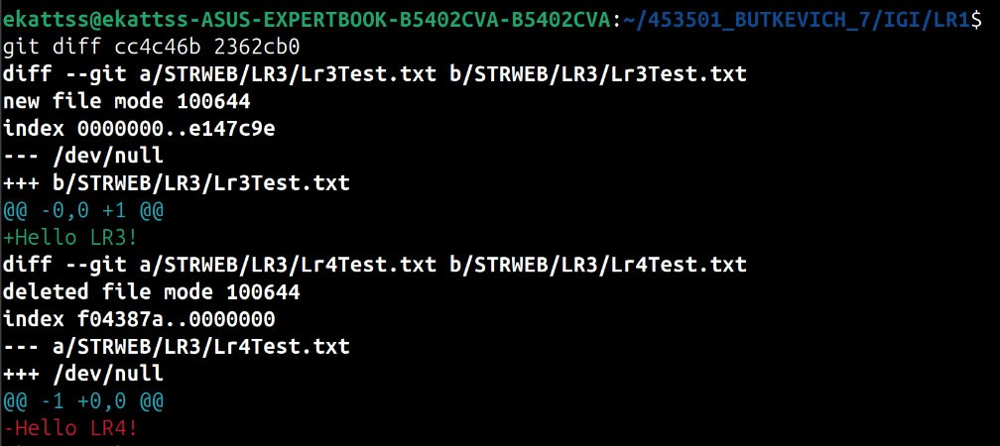 ekattss@ekattss-ASUS-EXPERTBOOK-B5402CVA-B5402CVA:~/453501_BUTKEVICH_7/IGI/LR1$
git diff cc4c46b 2362cb0
diff --git a/STRWEB/LR3/Lr3Test.txt b/STRWEB/LR3/Lr3Test.txt
new file mode 100644
index 0000000..e147c9e
--- /dev/null
+++ b/STRWEB/LR3/Lr3Test.txt
@@ -0,0 +1 @@
+Hello LR3!
diff --git a/STRWEB/LR3/Lr4Test.txt b/STRWEB/LR3/Lr4Test.txt
deleted file mode 100644
index f04387a..0000000
--- a/STRWEB/LR3/Lr4Test.txt
+++ /dev/null
@@ -1 +0,0 @@
-Hello LR4!